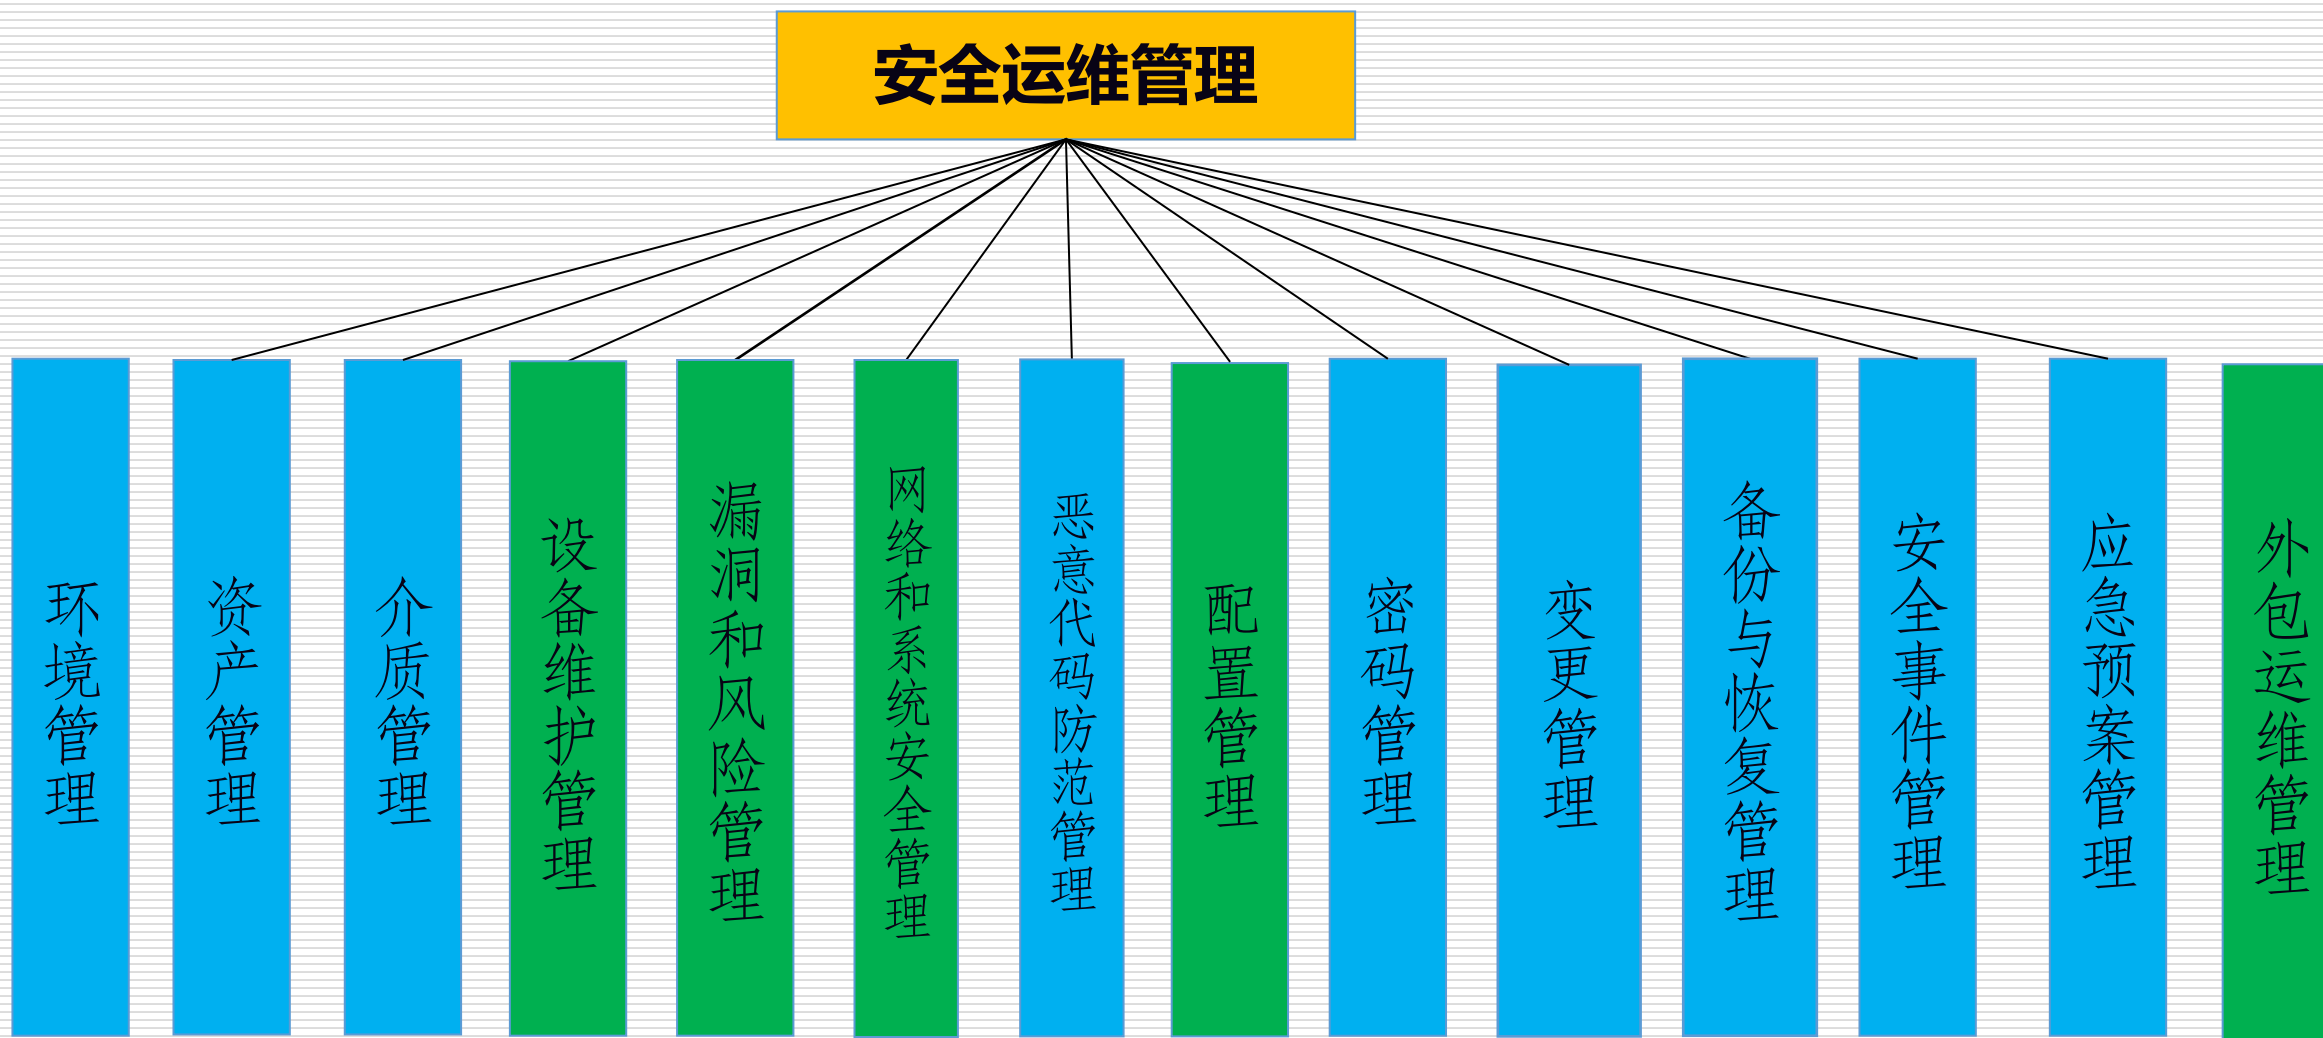 安全运维管理
环境管理
资产管理
介质管理
设备维护管理
漏洞和风险管理
网络和系统安全管理
恶意代码防范管理
配置管理
密码管理
变更管理
备份与恢复管理
安全事件管理
应急预案管理
外包运维管理